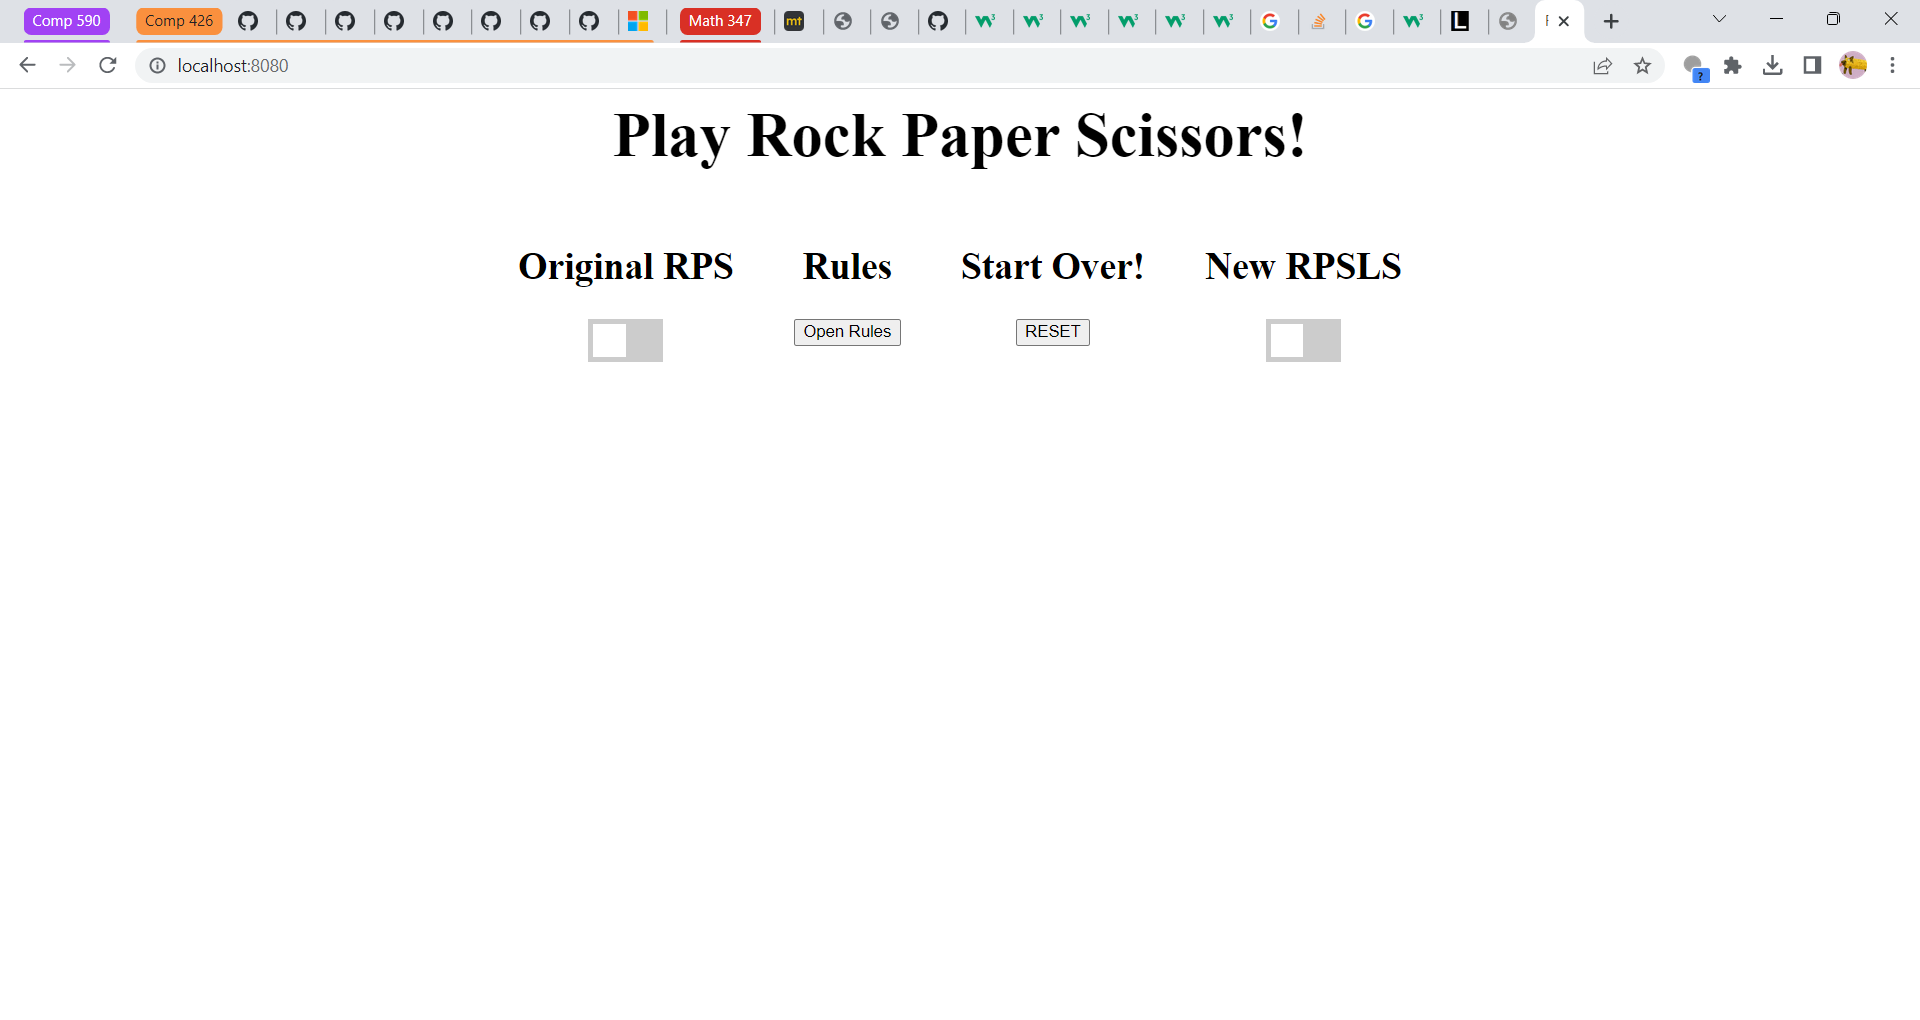 Comp 590 Comp 426 Math 347 mt L
localhost:8080
?
Play Rock Paper Scissors!
Original RPS Rules Start Over! New RPSLS
Open Rules RESET